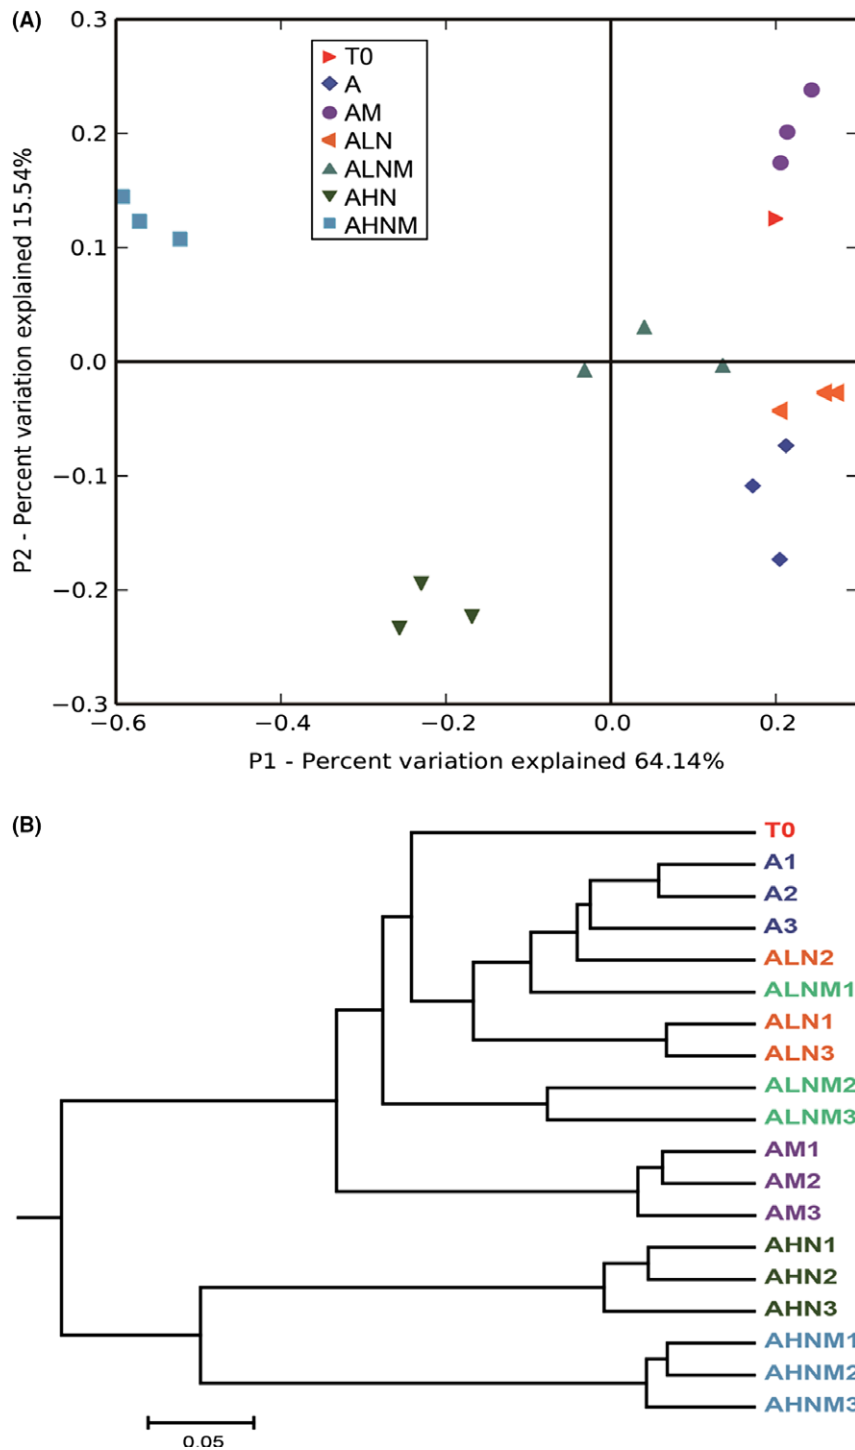 (A)
0.3
0.2
0.1
0.0
−0.1
−0.2
−0.3
P2 - Percent variation explained 15.54%
T0
A
AM
ALN
ALNM
AHN
AHNM
−0.6
−0.4
−0.2
0.0
0.2
P1 - Percent variation explained 64.14%
(B)
T0
A1
A2
A3
ALN2
ALNM1
ALN1
ALN3
ALNM2
ALNM3
AM1
AM2
AM3
AHN1
AHN2
AHN3
AHNM1
AHNM2
AHNM3
0.05